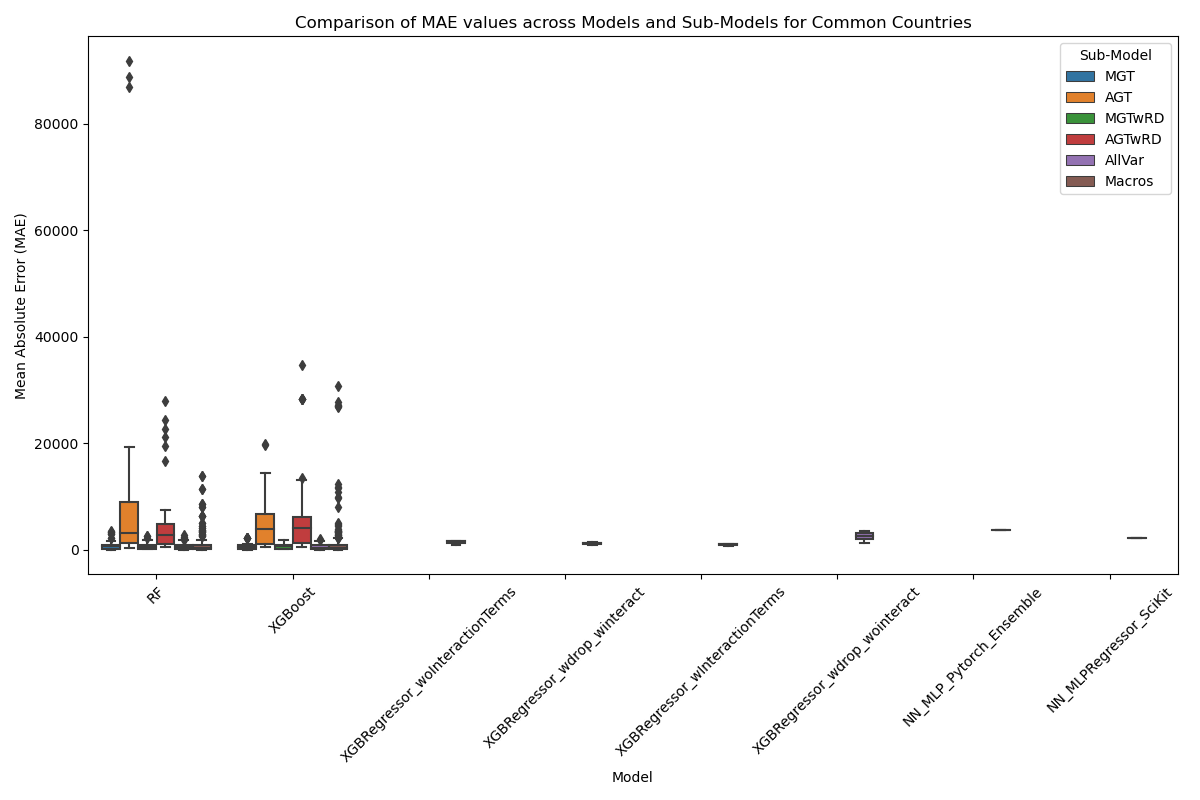 Comparison of MAE values across Models and Sub-Models for Common Countries
Mean Absolute Error (MAE)
80000
60000
40000
20000
0
Sub-Model
MGT
AGT
MGTwRD
AGTwRD
AllVar
Macros
RF
XGBoost
XGBRegressor_woInteractionTerms
XGBRegressor_wdrop_winteract
XGBRegressor_wInteractionTerms
XGBRegressor_wdrop_wointeract
NN_MLP_Pytorch_Ensemble
NN_MLPRegressor_SciKit
Model